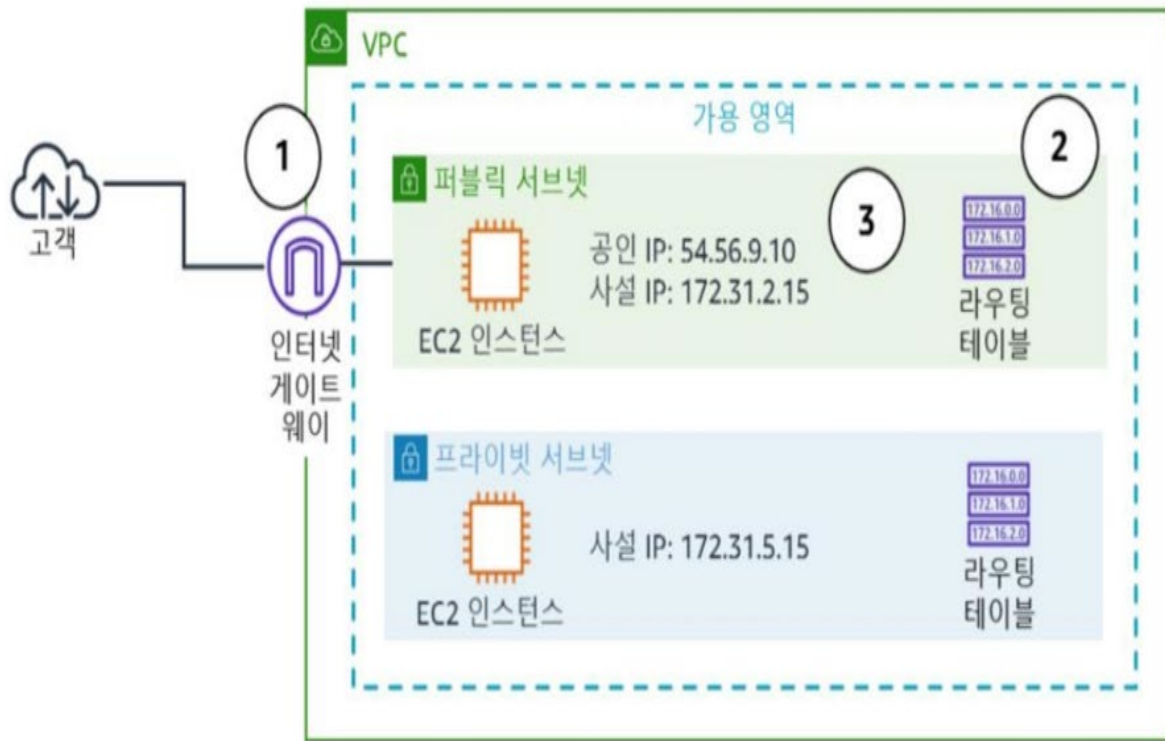 VPC
가용 영역
1
2
퍼블릭 서브넷
3
공인 IP: 54.56.9.10
사설 IP: 172.31.2.15
EC2 인스턴스
172.16.0.0
172.16.1.0
172.16.2.0
라우팅
테이블
고객
인터넷
게이트
웨이
프라이빗 서브넷
사설 IP: 172.31.5.15
EC2 인스턴스
172.16.0.0
172.16.1.0
172.16.2.0
라우팅
테이블